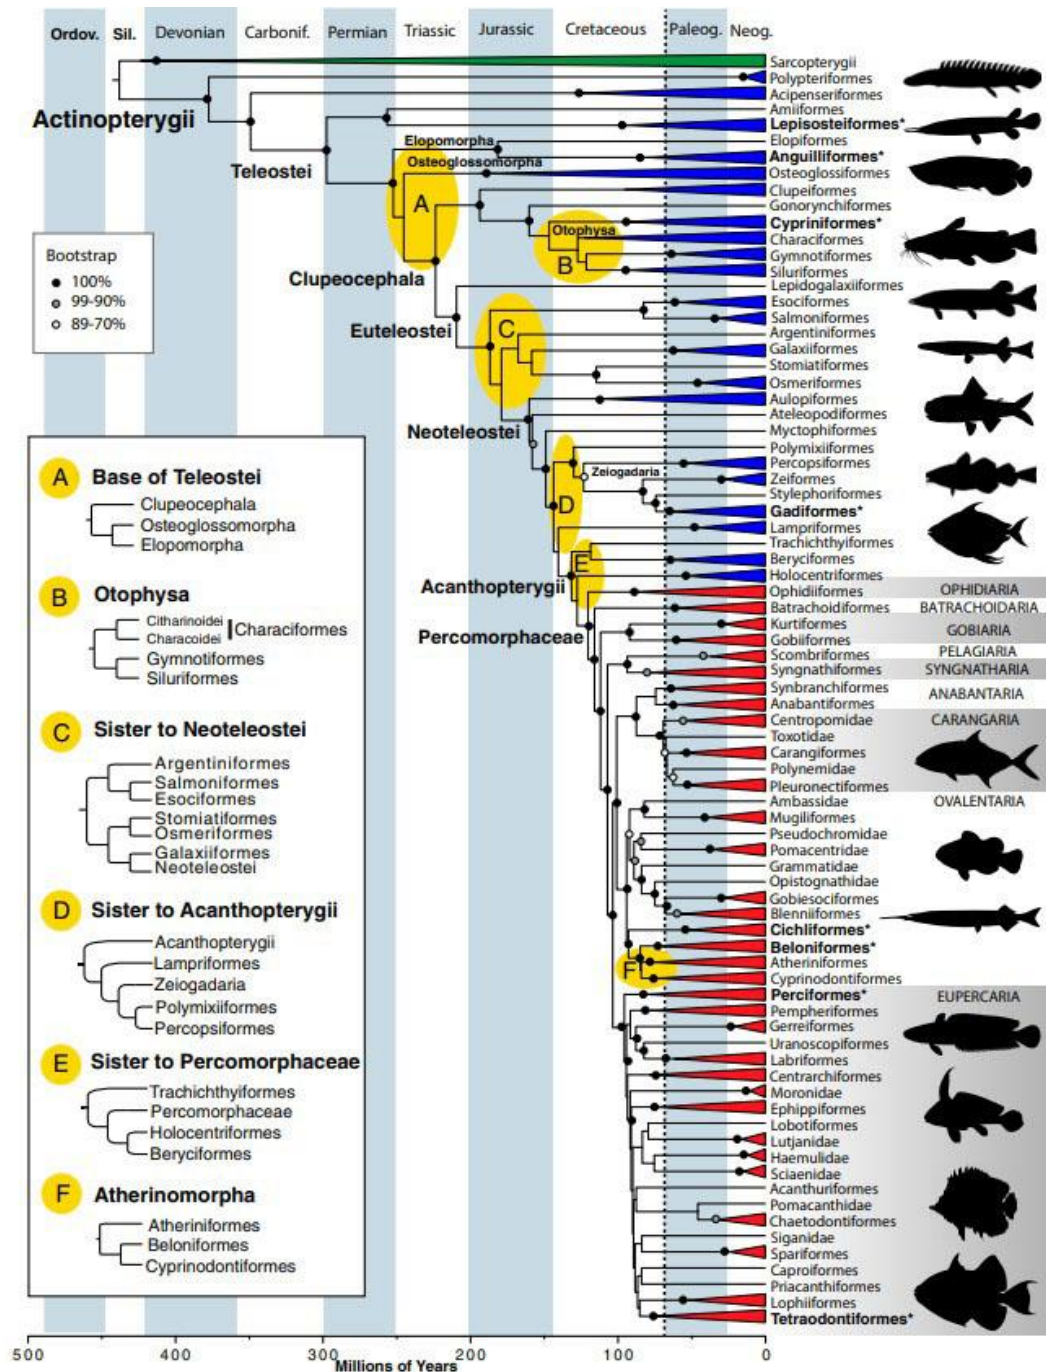 Ordov. Sil. Devonian Carbonif. Permian Triassic Jurassic Cretaceous Paleog. Neog.
Sarcopterygii
Polypteriformes
Acipenseriformes
Actinopterygii
Amiiformes
Lepisosteiformes*
Elopomorpha
Elopiformes
Anguilliformes*
Teleostei
Osteoglossomorpha
Osteoglossiformes
Clupeiformes
A
Gonorynchiformes
Cypriniformes*
Otophysa
Characiformes
Gymnotiformes
B
Siluriformes
Clupeocephala
Lepidogalaxiiformes
Esociformes
Salmoniformes
Euteleostei
C
Argentiniformes
Galaxiiformes
Stomiatiformes
Osmeriformes
Aulopiformes
Ateleopodiformes
Neoteleostei
Myctophiformes
Polymixiiformes
Percopsiformes
Zeiogadaria
Zeiformes
Stylephoriformes
D
Gadiformes*
Lampriformes
Trachichthyiformes
E
Beryciformes
Holocentriformes
Acanthopterygii
Ophidiiformes OPHIDIARIA
Batrachoidiformes BATRACHOIDARIA
Kurtiformes
GOBIARIA
Percomorphaceae
Gobiiformes
Scombriformes PELAGIARIA
Syngnathiformes SYNGNATHARIA
Synbranchiformes
ANABANTARIA
Anabantiformes
Centropomidae CARANGARIA
Toxotidae
Carangiformes
Polynemidae
Pleuronectiformes
Ambassidae OVALENTARIA
Mugiliformes
Pseudochromidae
Pomacentridae
Grammatidae
Opistognathidae
Gobiesociformes
Blenniiformes
Cichliformes*
Beloniformes*
F
Atheriniformes
Cyprinodontiformes
Perciformes* EUPERCARIA
Pempheriformes
Gerreiformes
Uranoscopiformes
Labriformes
Centrarchiformes
Moronidae
Ephippiformes
Lobotiformes
Lutjanidae
Haemulidae
Sciaenidae
Acanthuriformes
Pomacanthidae
Chaetodontiformes
Siganidae
Spariformes
Caproiformes
Priacanthiformes
Lophiiformes
Tetraodontiformes*
Bootstrap
100%
99-90%
89-70%
A Base of Teleostei
Clupeocephala
Osteoglossomorpha
Elopomorpha
B Otophysa
Citharinoidei
Characiformes
Characoidei
Gymnotiformes
Siluriformes
C Sister to Neoteleostei
Argentiniformes
Salmoniformes
Esociformes
Stomiatiformes
Osmeriformes
Galaxiiformes
Neoteleostei
D Sister to Acanthopterygii
Acanthopterygii
Lampriformes
Zeiogadaria
Polymixiiformes
Percopsiformes
E Sister to Percomorphaceae
Trachichthyiformes
Percomorphaceae
Holocentriformes
Beryciformes
F Atherinomorpha
Atheriniformes
Beloniformes
Cyprinodontiformes
500 400 300 200 100 0
Millions of Years